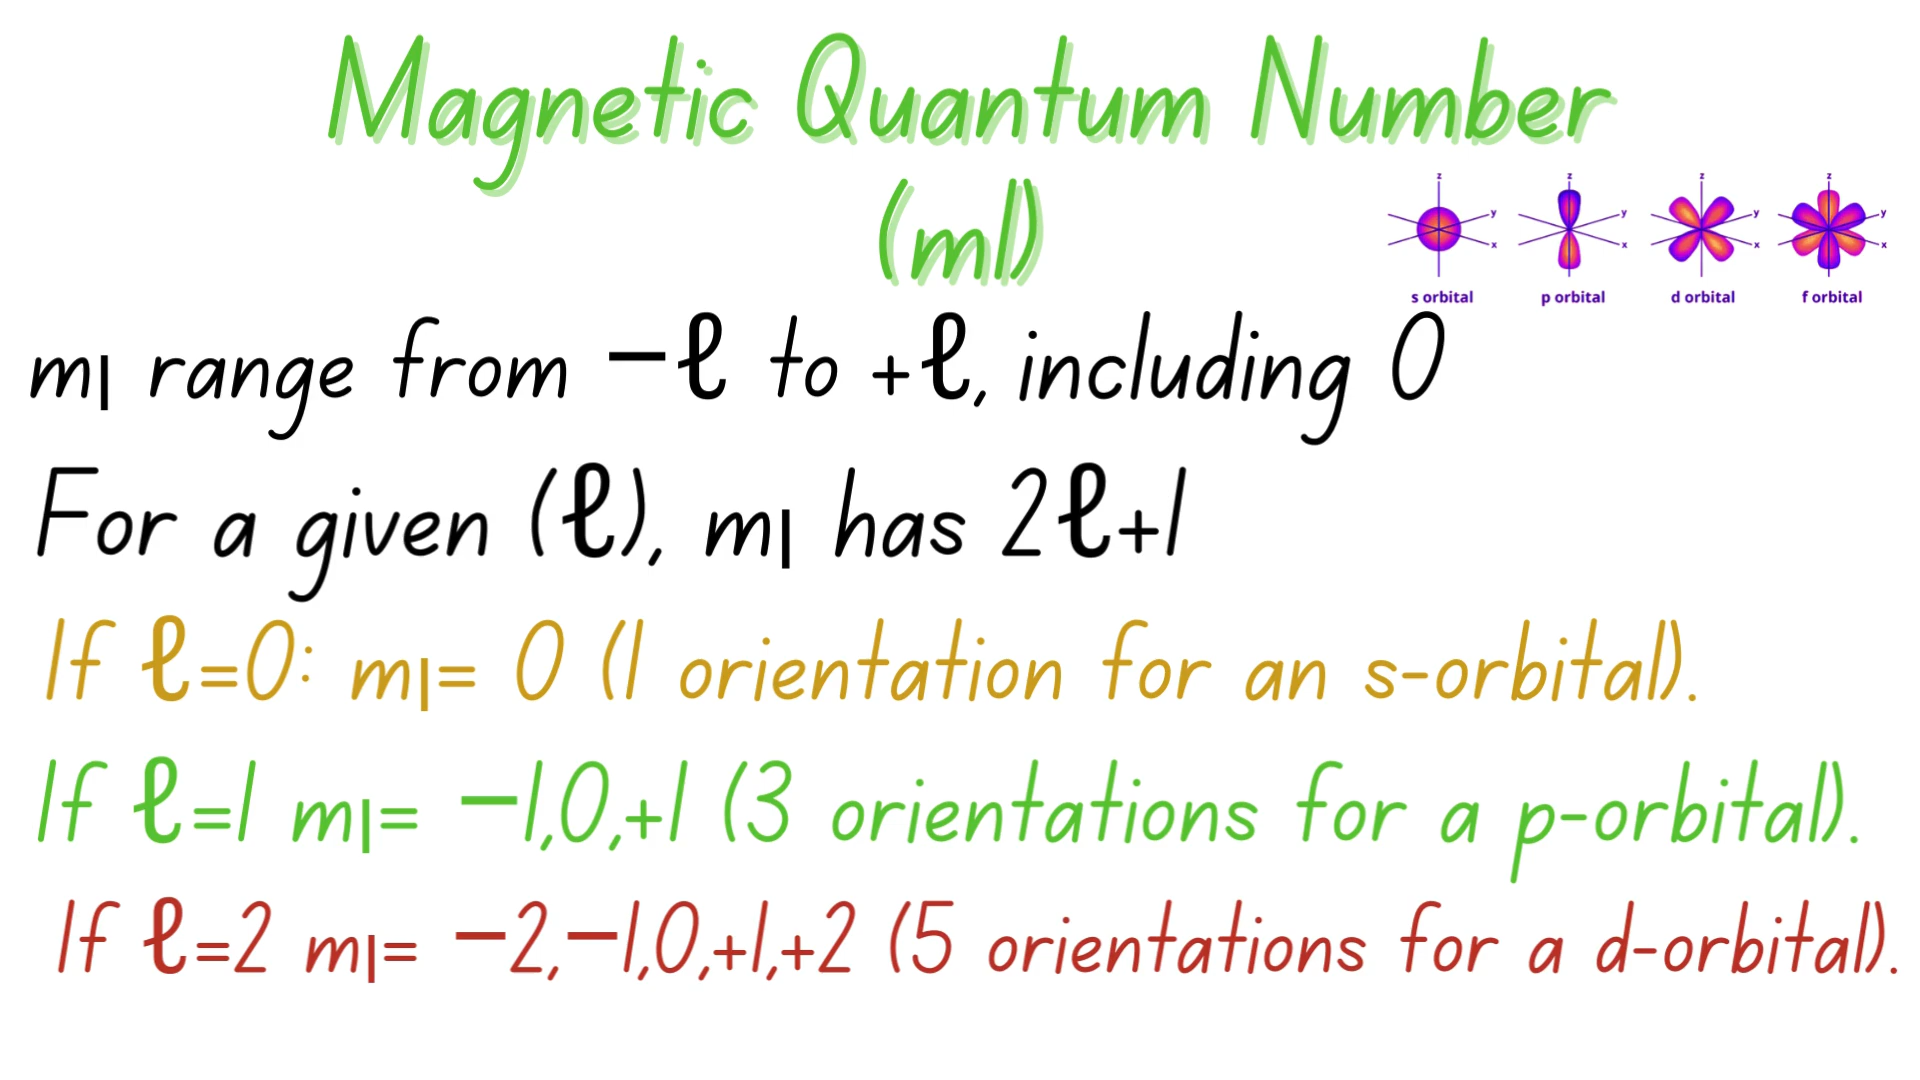 Magnetic Quantum Number
(ml)
z z z z
y y y y
x x x x
s orbital p orbital d orbital f orbital
ml range from −ℓ to +ℓ, including 0
For a given (ℓ), ml has 2ℓ+1
If ℓ=0: ml= 0 (1 orientation for an s-orbital).
If ℓ=1 ml= −1,0,+1 (3 orientations for a p-orbital).
If ℓ=2 ml= −2,−1,0,+1,+2 (5 orientations for a d-orbital).